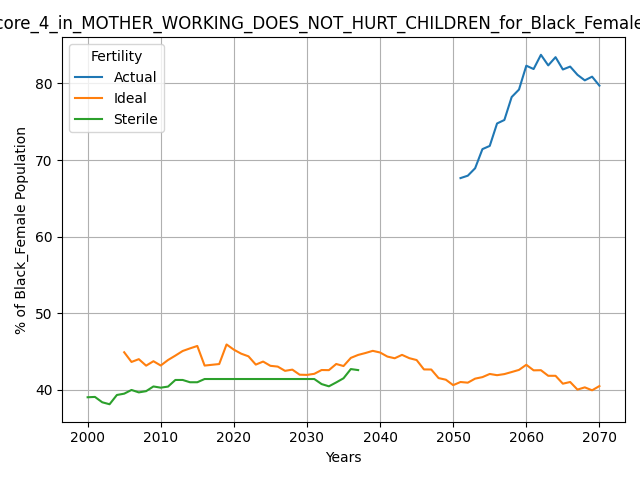 core_4_in_MOTHER_WORKING_DOES_NOT_HURT_CHILDREN_for_Black_Female
Fertility
Actual
Ideal
Sterile
% of Black_Female Population
80
70
60
50
40
2000 2010 2020 2030 2040 2050 2060 2070
Years